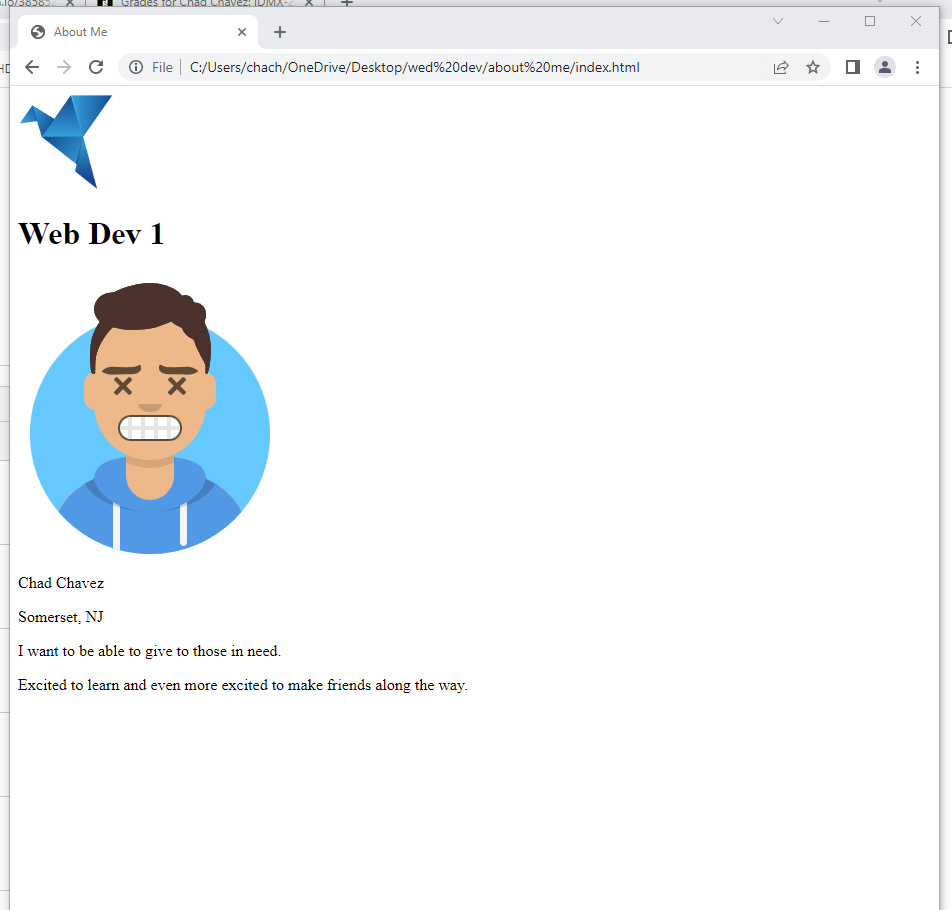 Grades for Chad Chavez: IDMX-2
About Me
File
C:/Users/chach/OneDrive/Desktop/wed%20dev/about%20me/index.html
Web Dev 1
Chad Chavez
Somerset, NJ
I want to be able to give to those in need.
Excited to learn and even more excited to make friends along the way.